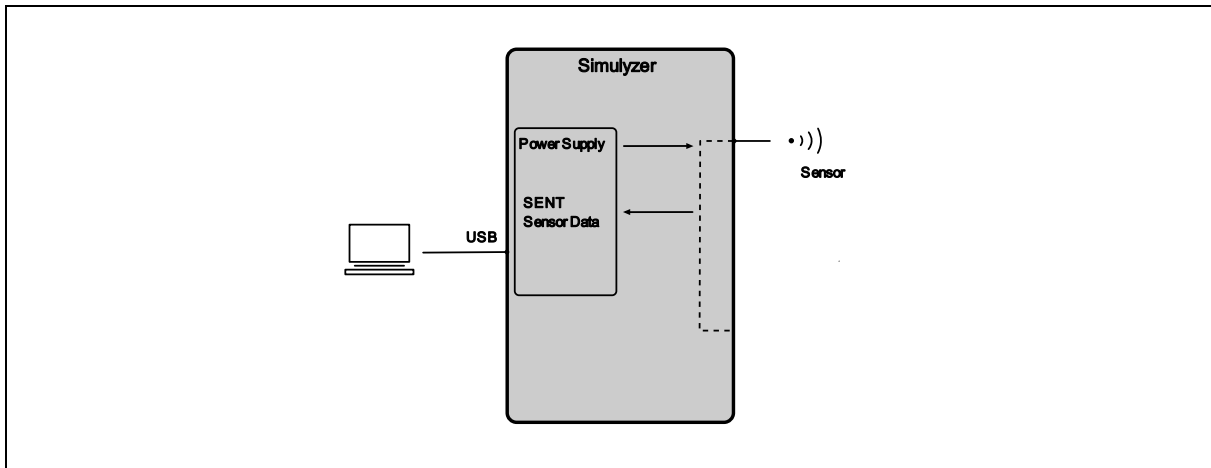 Simulyzer
Power Supply
SENT
Sensor Data
Sensor
USB